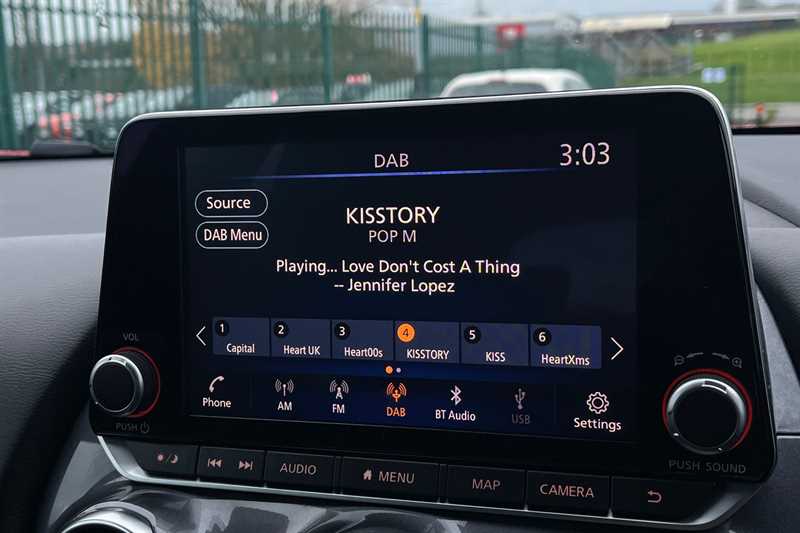 DAB
3:03
Source
KISSTORY
POP M
DAB Menu
Playing... Love Don't Cost A Thing
-- Jennifer Lopez
1 Capital
2 Heart UK
3 Heart00s
4 KISSTORY
5 KISS
6 HeartXms
VOL
Phone
AM
FM
DAB
BT Audio
USB
Settings
PUSH
PUSH SOUND
AUDIO
MENU
MAP
CAMERA